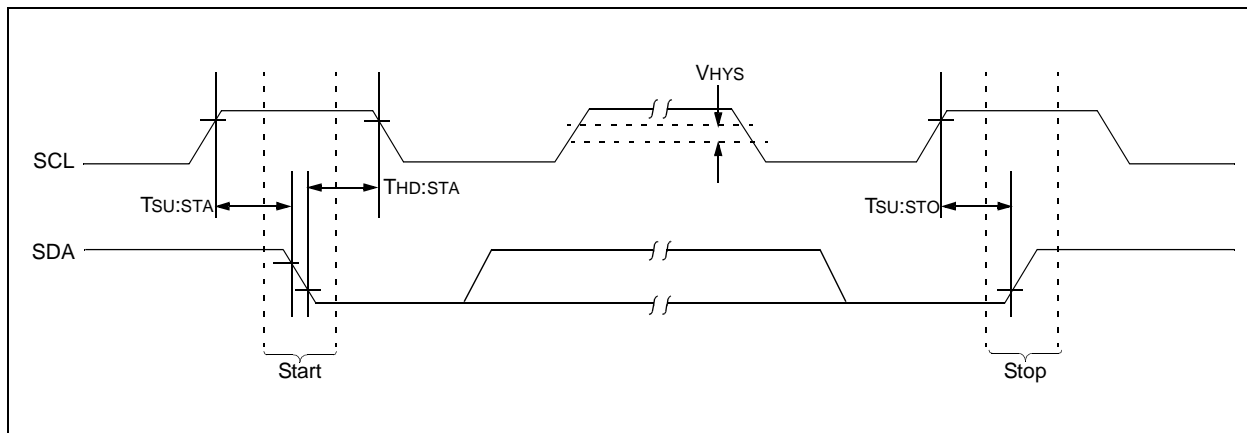 VHYS
SCL
THD:STA
TSU:STA
TSU:STO
SDA
Start
Stop